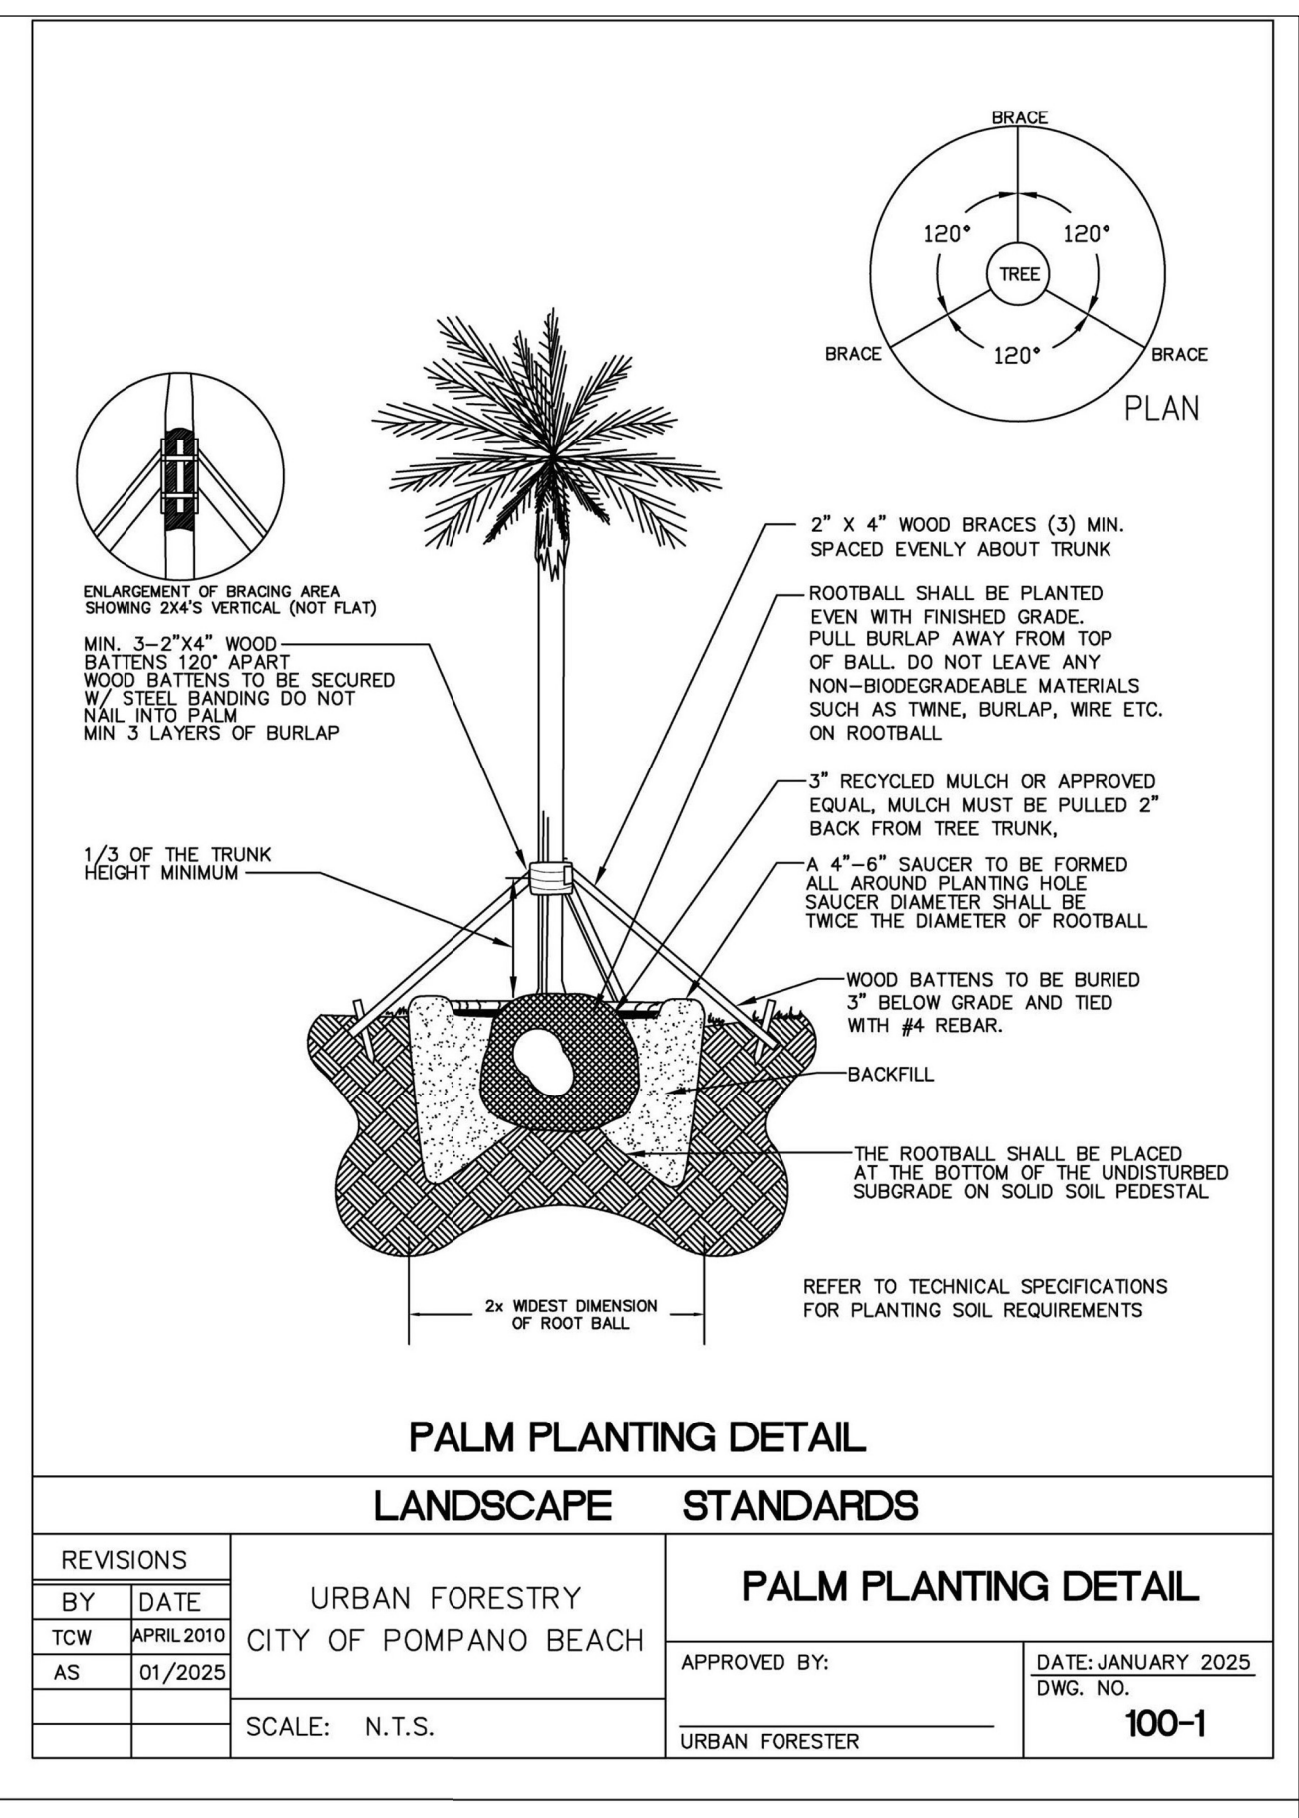 BRACE
120°
120°
TREE
BRACE
120°
BRACE
PLAN
ENLARGEMENT OF BRACING AREA
SHOWING 2X4'S VERTICAL (NOT FLAT)
MIN. 3-2"X4" WOOD
BATTENS 120° APART
WOOD BATTENS TO BE SECURED
W/ STEEL BANDING DO NOT
NAIL INTO PALM
MIN 3 LAYERS OF BURLAP
1/3 OF THE TRUNK
HEIGHT MINIMUM
2" X 4" WOOD BRACES (3) MIN.
SPACED EVENLY ABOUT TRUNK
ROOTBALL SHALL BE PLANTED
EVEN WITH FINISHED GRADE.
PULL BURLAP AWAY FROM TOP
OF BALL. DO NOT LEAVE ANY
NON-BIODEGRADEABLE MATERIALS
SUCH AS TWINE, BURLAP, WIRE ETC.
ON ROOTBALL
3" RECYCLED MULCH OR APPROVED
EQUAL, MULCH MUST BE PULLED 2"
BACK FROM TREE TRUNK,
A 4"-6" SAUCER TO BE FORMED
ALL AROUND PLANTING HOLE
SAUCER DIAMETER SHALL BE
TWICE THE DIAMETER OF ROOTBALL
WOOD BATTENS TO BE BURIED
3" BELOW GRADE AND TIED
WITH #4 REBAR.
BACKFILL
THE ROOTBALL SHALL BE PLACED
AT THE BOTTOM OF THE UNDISTURBED
SUBGRADE ON SOLID SOIL PEDESTAL
REFER TO TECHNICAL SPECIFICATIONS
FOR PLANTING SOIL REQUIREMENTS
2x WIDEST DIMENSION
OF ROOT BALL
PALM PLANTING DETAIL
LANDSCAPE STANDARDS
REVISIONS
BY DATE
TCW APRIL 2010
AS 01/2025
URBAN FORESTRY
CITY OF POMPANO BEACH
SCALE: N.T.S.
PALM PLANTING DETAIL
APPROVED BY:
URBAN FORESTER
DATE: JANUARY 2025
DWG. NO.
100-1